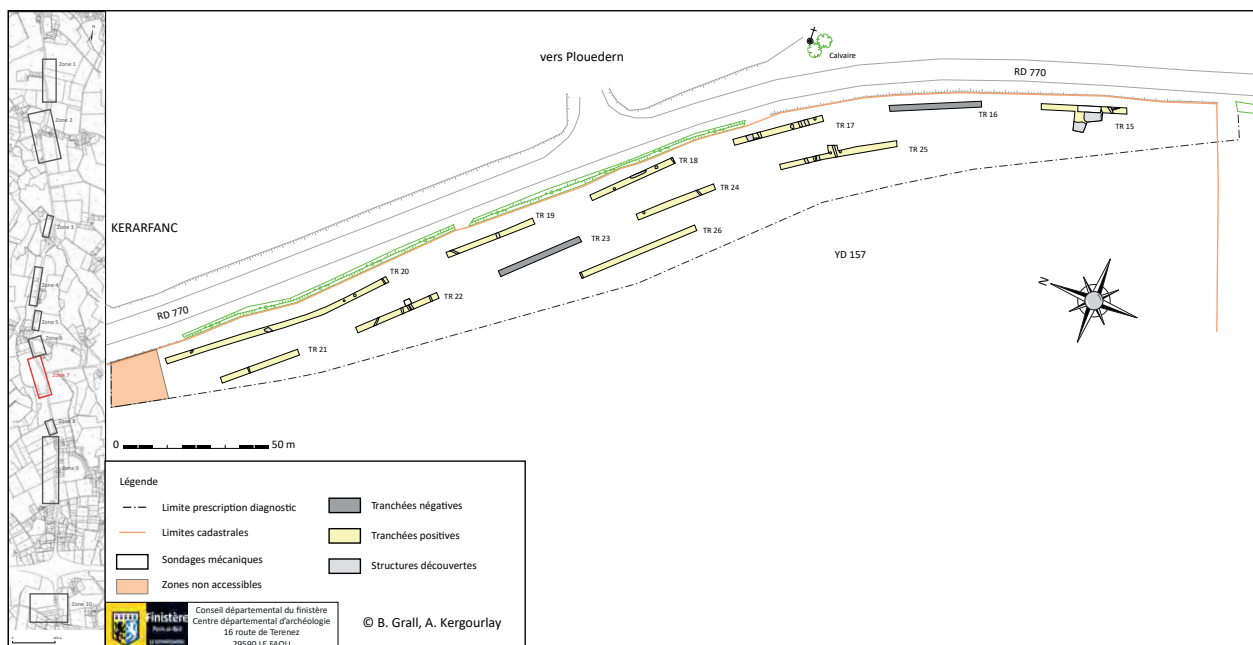 N
Zone 1
Zone 2
Zone 3
Zone 4
Zone 5
Zone 6
Zone 7
Zone 8
Zone 9
Zone 10
vers Plouedern
Calvaire
RD 770
TR 15
TR 16
TR 17
TR 25
TR 18
TR 24
TR 19
TR 26
TR 23
KERARFANC
YD 157
N
TR 20
TR 22
RD 770
TR 21
0 50 m
Légende
Limite prescription diagnostic
Limites cadastrales
Sondages mécaniques
Zones non accessibles
Tranchées négatives
Tranchées positives
Structures découvertes
Finistère
Penn-ar-Bed
Conseil départemental du finistère
Centre départemental d'archéologie
16 route de Terenez
29590 LE FAOU
© B. Grall, A. Kergourlay